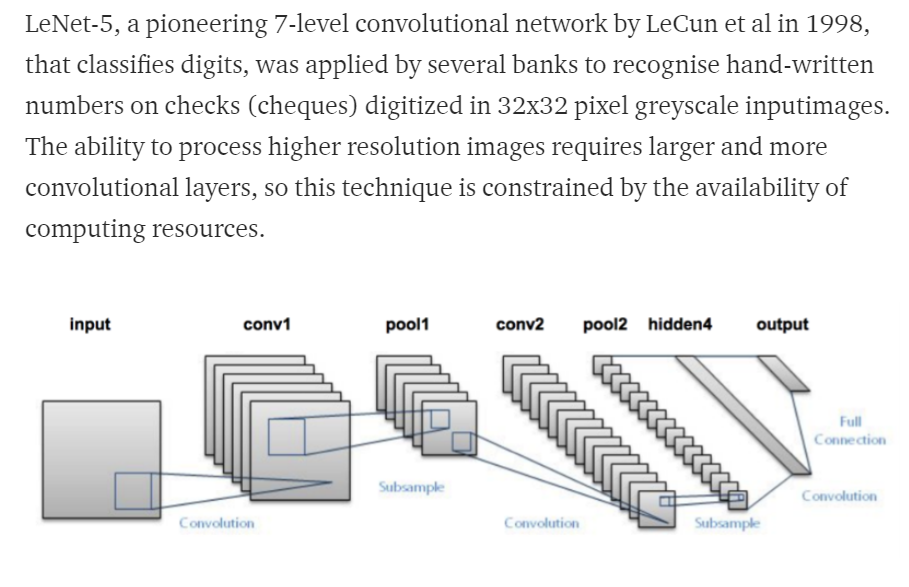 LeNet-5, a pioneering 7-level convolutional network by LeCun et al in 1998,
that classifies digits, was applied by several banks to recognise hand-written
numbers on checks (cheques) digitized in 32x32 pixel greyscale inputimages.
The ability to process higher resolution images requires larger and more
convolutional layers, so this technique is constrained by the availability of
computing resources.
input conv1 pool1 conv2 pool2 hidden4 output
Full
Connection
Subsample
Convolution
Convolution
Convolution
Subsample